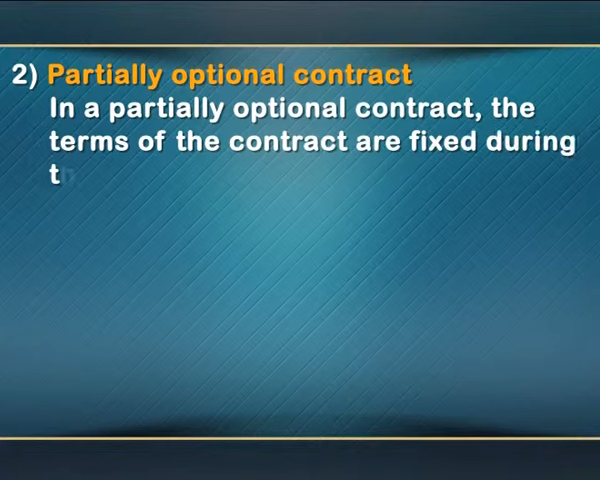 2) Partially optional contract
In a partially optional contract, the
terms of the contract are fixed during
t